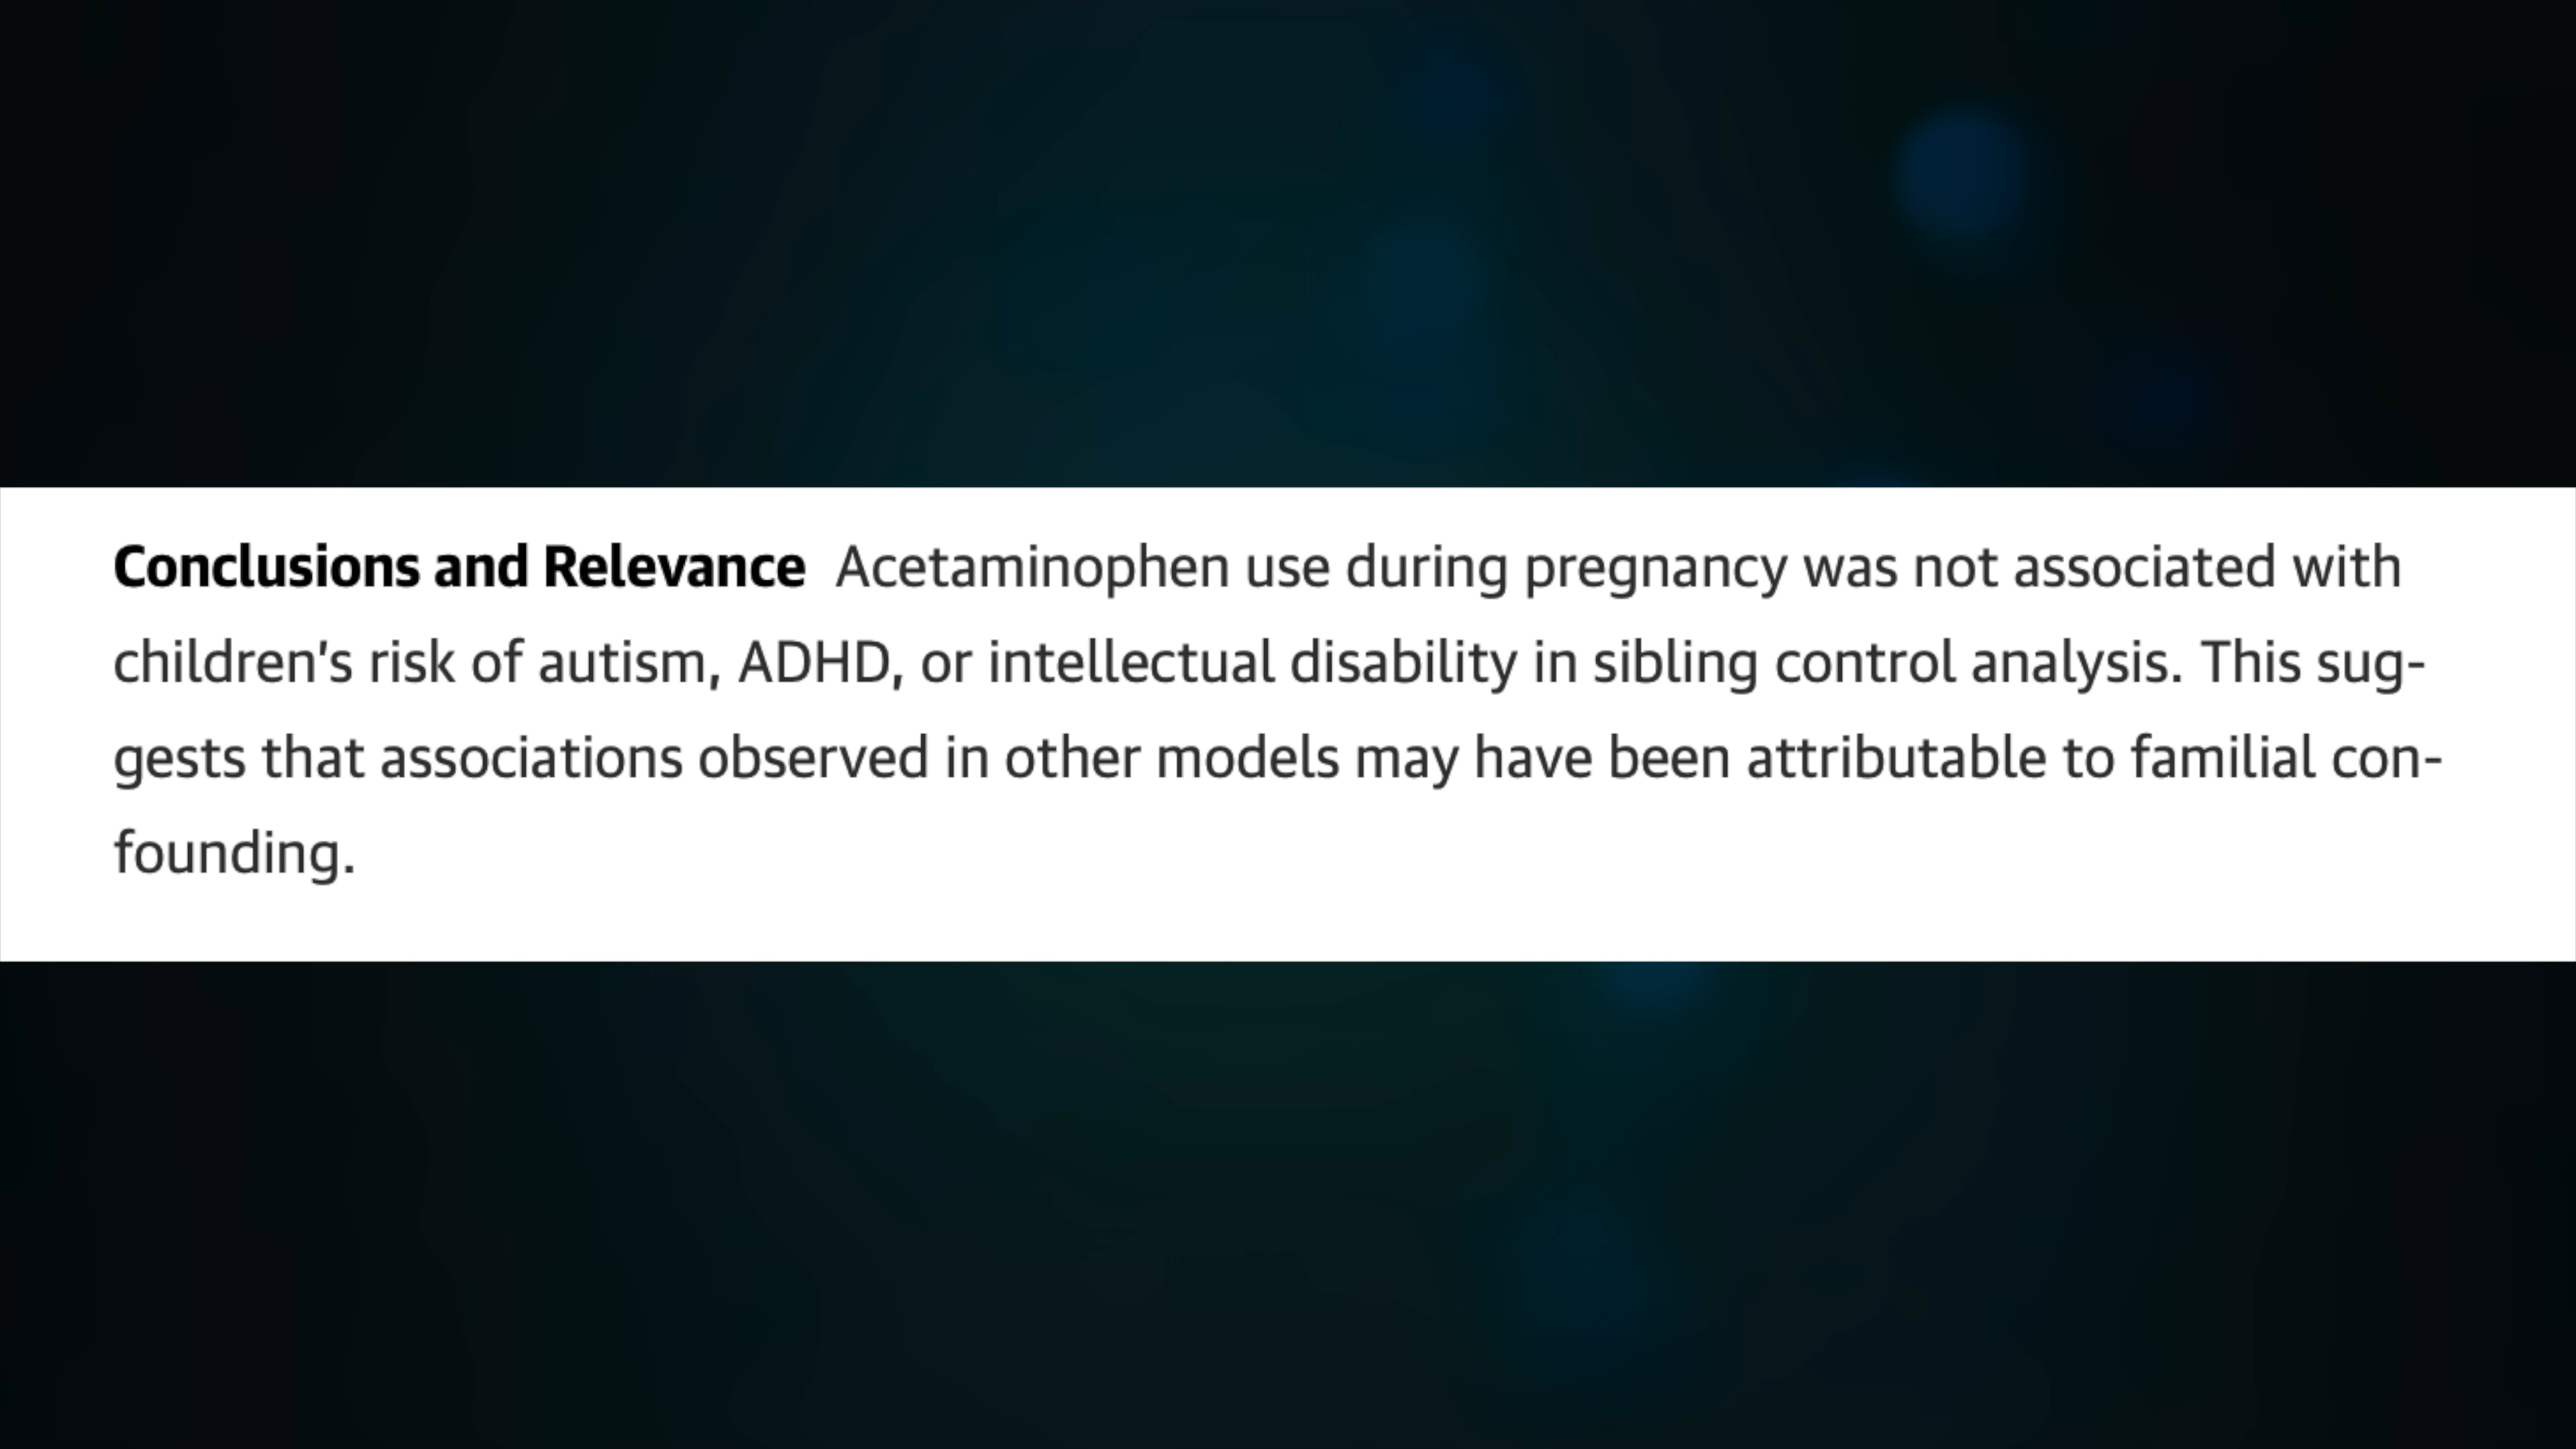 Conclusions and Relevance Acetaminophen use during pregnancy was not associated with
children's risk of autism, ADHD, or intellectual disability in sibling control analysis. This sug-
gests that associations observed in other models may have been attributable to familial con-
founding.